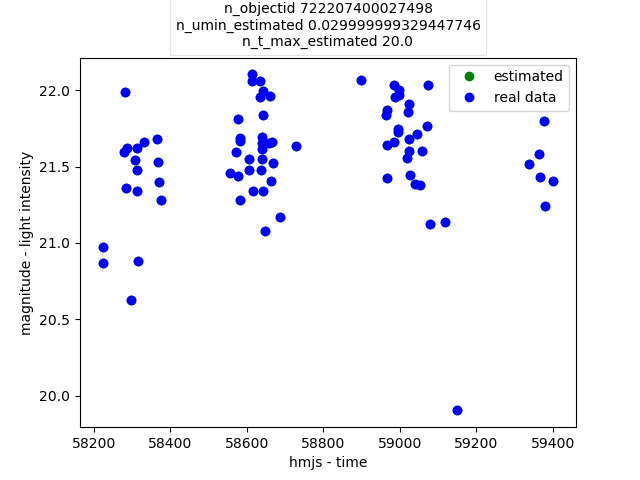 n_objectid 722207400027498
n_umin_estimated 0.029999999329447746
n_t_max_estimated 20.0
estimated
real data
magnitude - light intensity
22.0
21.5
21.0
20.5
20.0
58200 58400 58600 58800 59000 59200 59400
hmjs - time